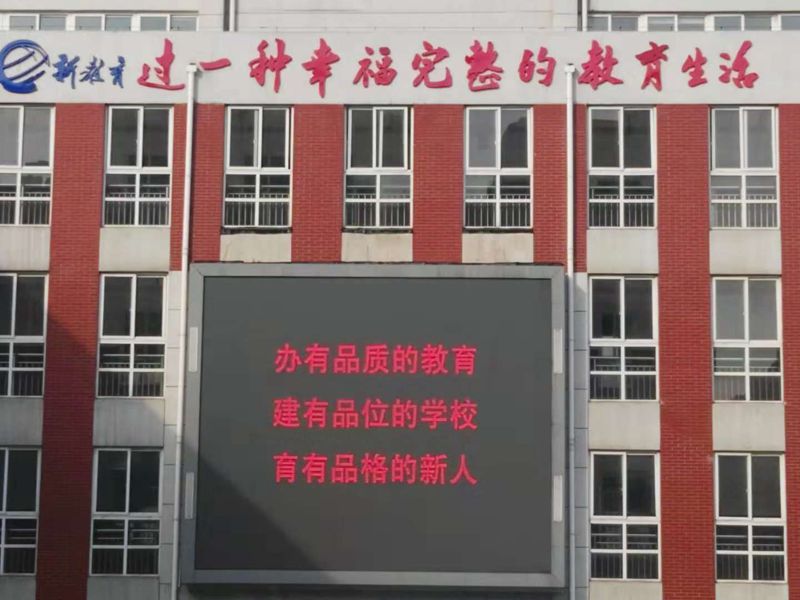 新教育 过一种幸福完整的教育生活
办有品质的教育
建有品位的学校
育有品格的新人